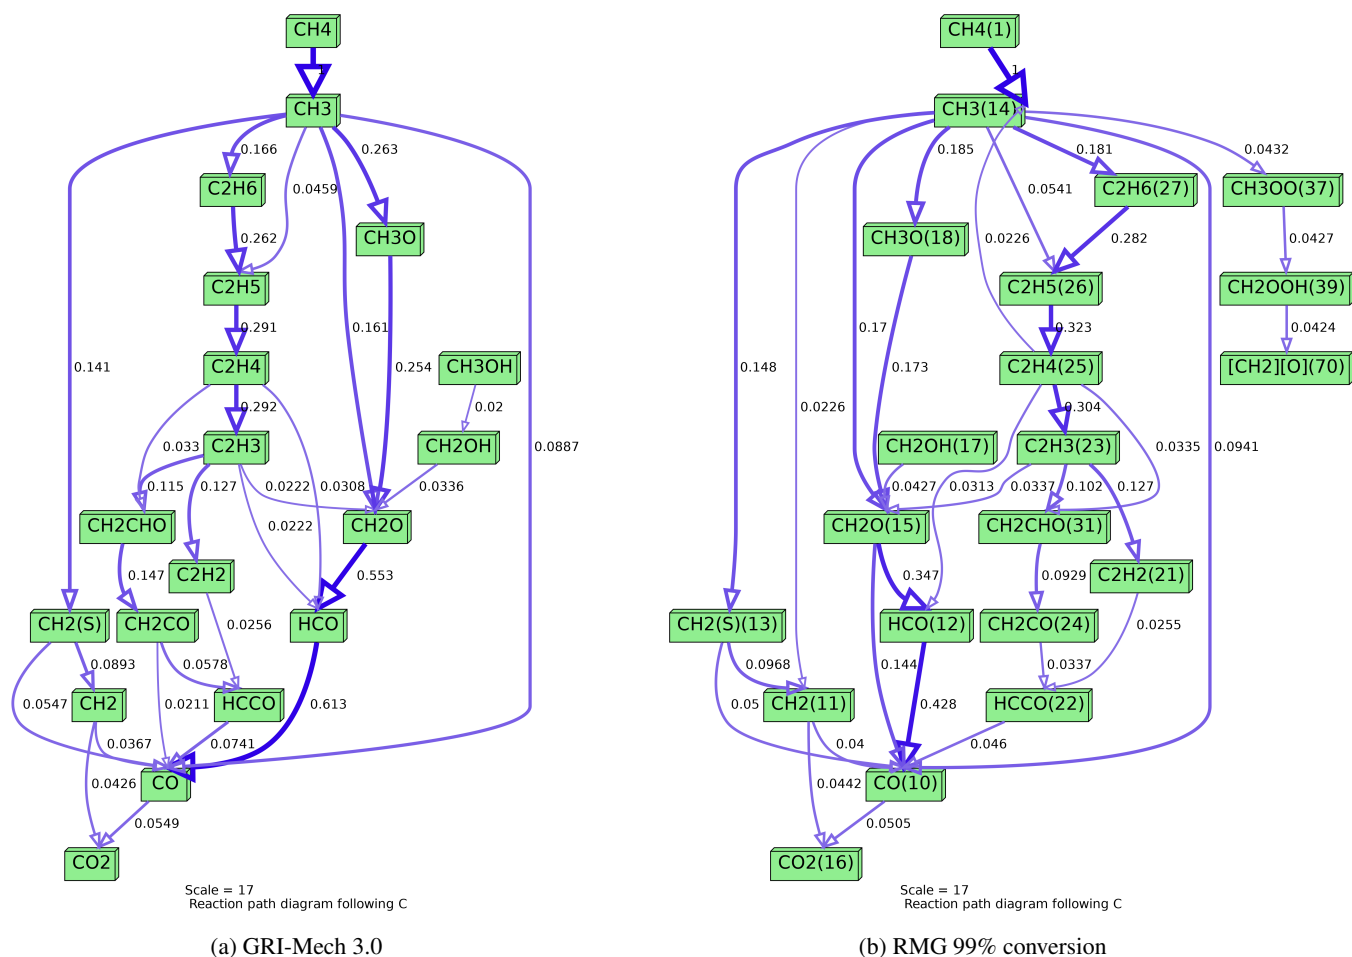 CH4
1
CH3
0.166
0.263
C2H6
0.0459
CH3O
0.262
C2H5
0.291
0.161
0.141
C2H4
0.254
CH3OH
0.292
0.02
C2H3
0.033
CH2OH
0.0887
0.115
0.127
0.0222
0.0308
0.0336
CH2CHO
CH2O
0.0222
0.147
C2H2
0.553
CH2(S)
CH2CO
HCO
0.0256
0.0893
0.0578
0.0547
CH2
0.0211
HCCO
0.613
0.0367
0.0741
0.0426
CO
0.0549
CO2
Scale = 17
Reaction path diagram following C
(a) GRI-Mech 3.0
CH4(1)
1
CH3(14)
0.185
0.181
0.0432
0.0541
C2H6(27)
CH3OO(37)
CH3O(18)
0.0226
0.282
0.0427
C2H5(26)
CH2OOH(39)
0.17
0.323
0.0424
0.148
0.173
C2H4(25)
[CH2][O](70)
0.0226
0.304
CH2OH(17)
C2H3(23)
0.0335
0.0941
0.0427
0.0313
0.0337
0.102
0.127
CH2O(15)
CH2CHO(31)
0.347
0.0929
C2H2(21)
CH2(S)(13)
HCO(12)
CH2CO(24)
0.0255
0.0968
0.144
0.0337
0.05
CH2(11)
0.428
HCCO(22)
0.04
0.046
0.0442
CO(10)
0.0505
CO2(16)
Scale = 17
Reaction path diagram following C
(b) RMG 99% conversion